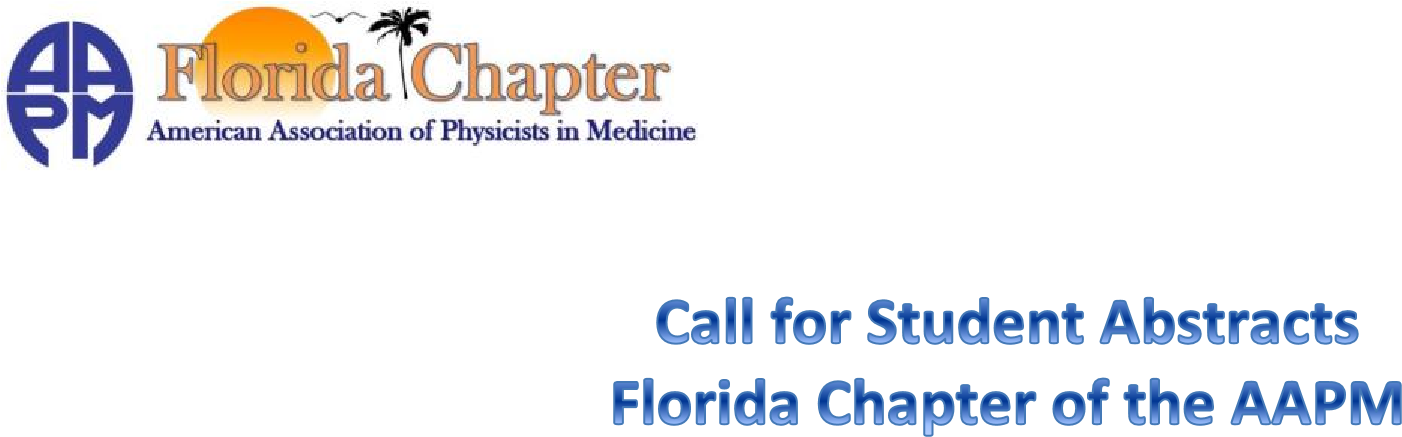 AAPM
Florida Chapter
American Association of Physicists in Medicine
Call for Student Abstracts
Florida Chapter of the AAPM